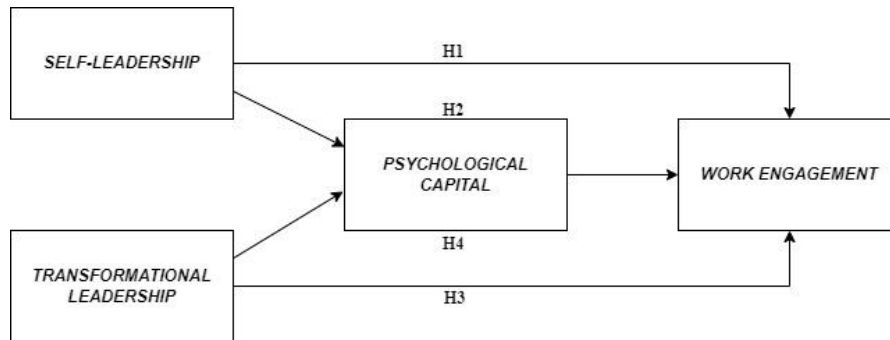 SELF-LEADERSHIP
H1
H2
PSYCHOLOGICAL
CAPITAL
WORK ENGAGEMENT
H4
TRANSFORMATIONAL
LEADERSHIP
H3